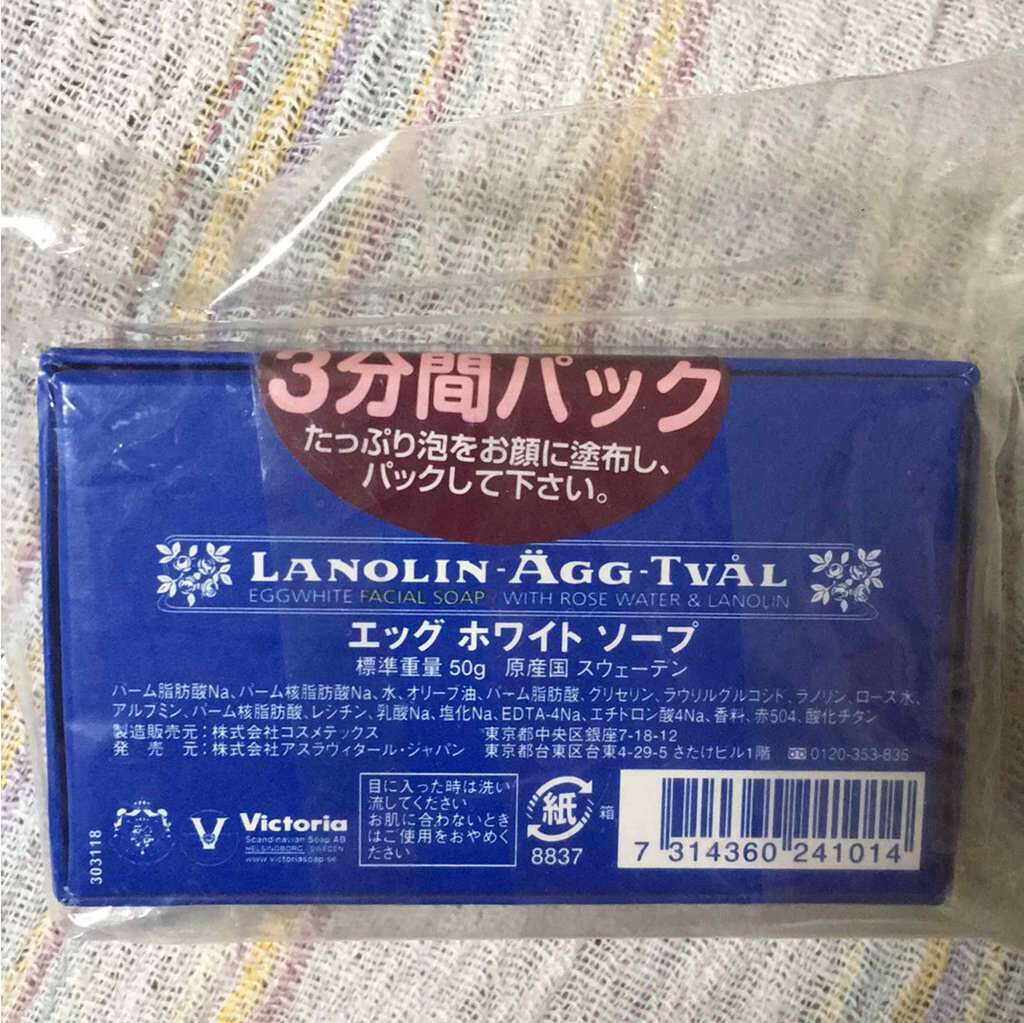 3分間パック
たっぷり泡をお顔に塗布し、
パックして下さい。
LANOLIN-ÄGG-TVÅL
EGGWHITE FACIAL SOAP / WITH ROSE WATER & LANOLIN
エッグ ホワイト ソープ
標準重量 50g 原産国 スウェーデン
パーム脂肪酸Na、パーム核脂肪酸Na、水、オリーブ油、パーム脂肪酸、グリセリン、ラウリルグルコシド、ラノリン、ローズ水、
アルブミン、パーム核脂肪酸、レシチン、乳酸Na、塩化Na、EDTA-4Na、エチドロン酸4Na、香料、赤504、酸化チタン
製造販売元：株式会社コスメテックス 東京都中央区銀座7-18-12
発 売 元：株式会社アスラウィタール・ジャパン 東京都台東区台東4-29-5 さたけビル1階 0120-353-835
303118
Victoria
Scandinavian Soap AB
HELSINGBORG, SWEDEN
www.victoriasoap.se
目に入った時は洗い
流してください
お肌に合わないとき
はご使用をおやめく
ださい
紙
箱
8837
7 314360 241014